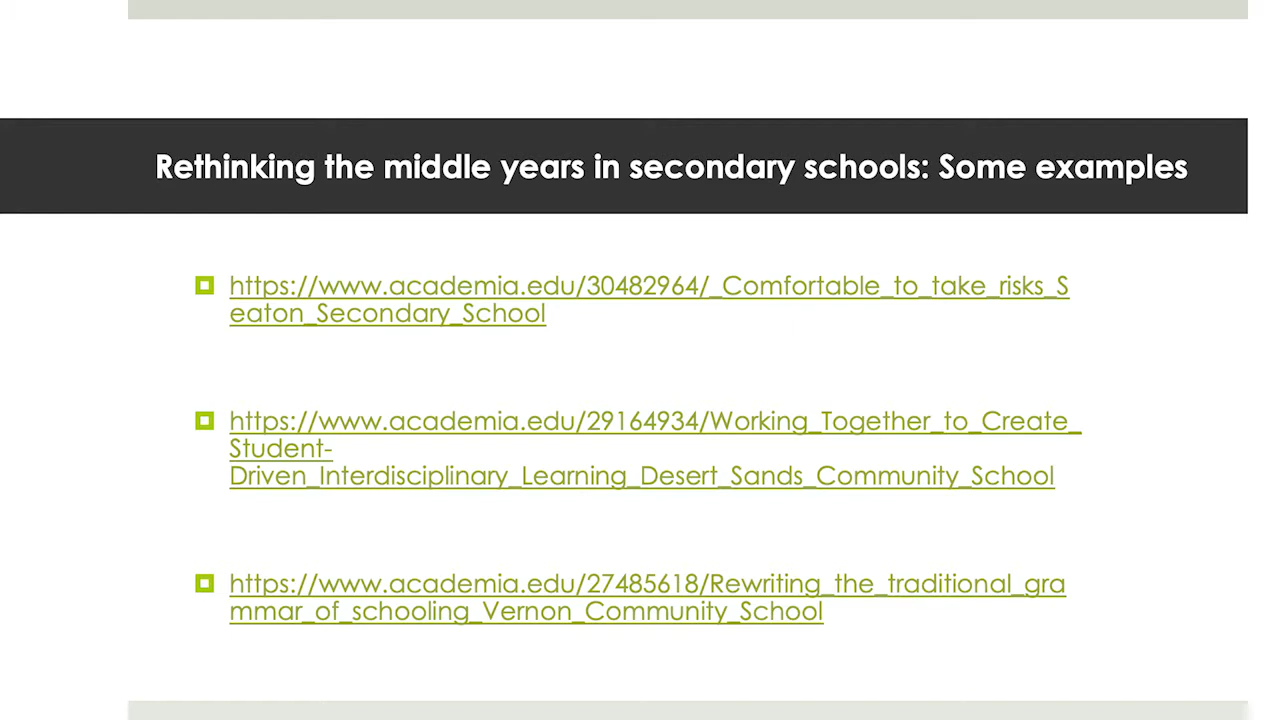 Rethinking the middle years in secondary schools: Some examples
https://www.academia.edu/30482964/_Comfortable_to_take_risks_S
eaton_Secondary_School
https://www.academia.edu/29164934/Working_Together_to_Create_
Student-
Driven_Interdisciplinary_Learning_Desert_Sands_Community_School
https://www.academia.edu/27485618/Rewriting_the_traditional_gra
mmar_of_schooling_Vernon_Community_School